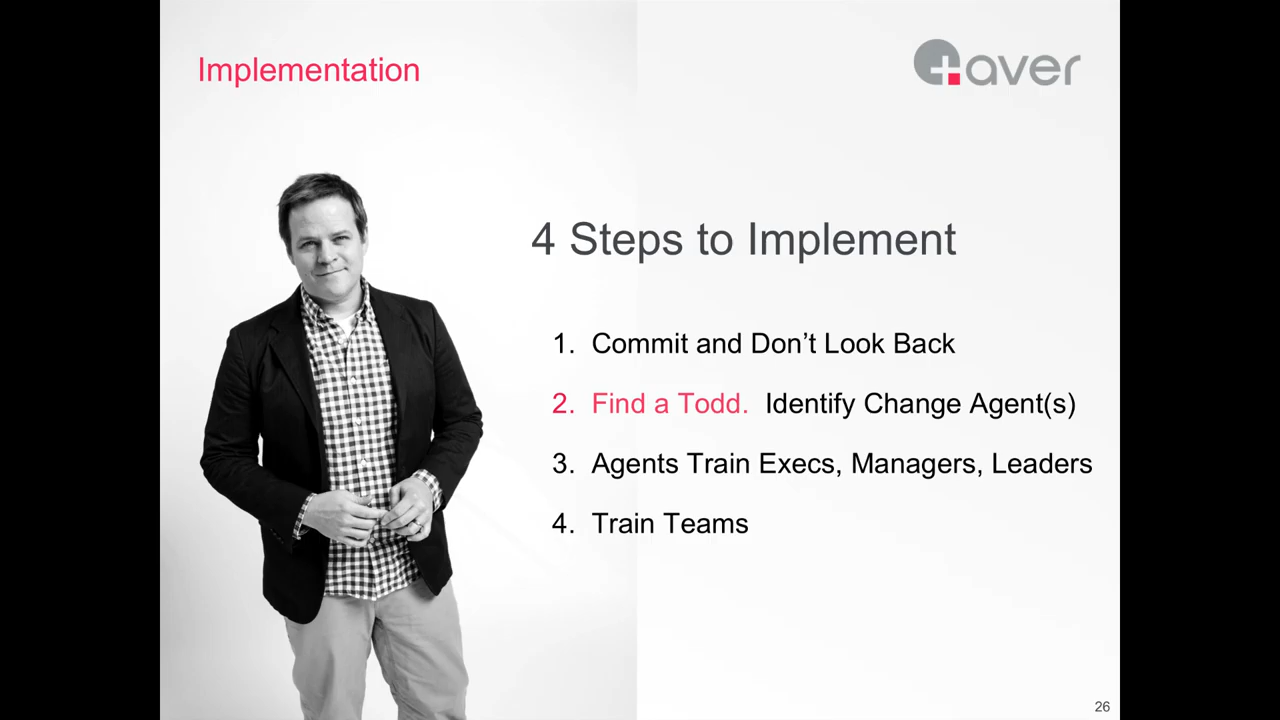 Implementation
aver
4 Steps to Implement
1. Commit and Don’t Look Back
2. Find a Todd. Identify Change Agent(s)
3. Agents Train Execs, Managers, Leaders
4. Train Teams
26